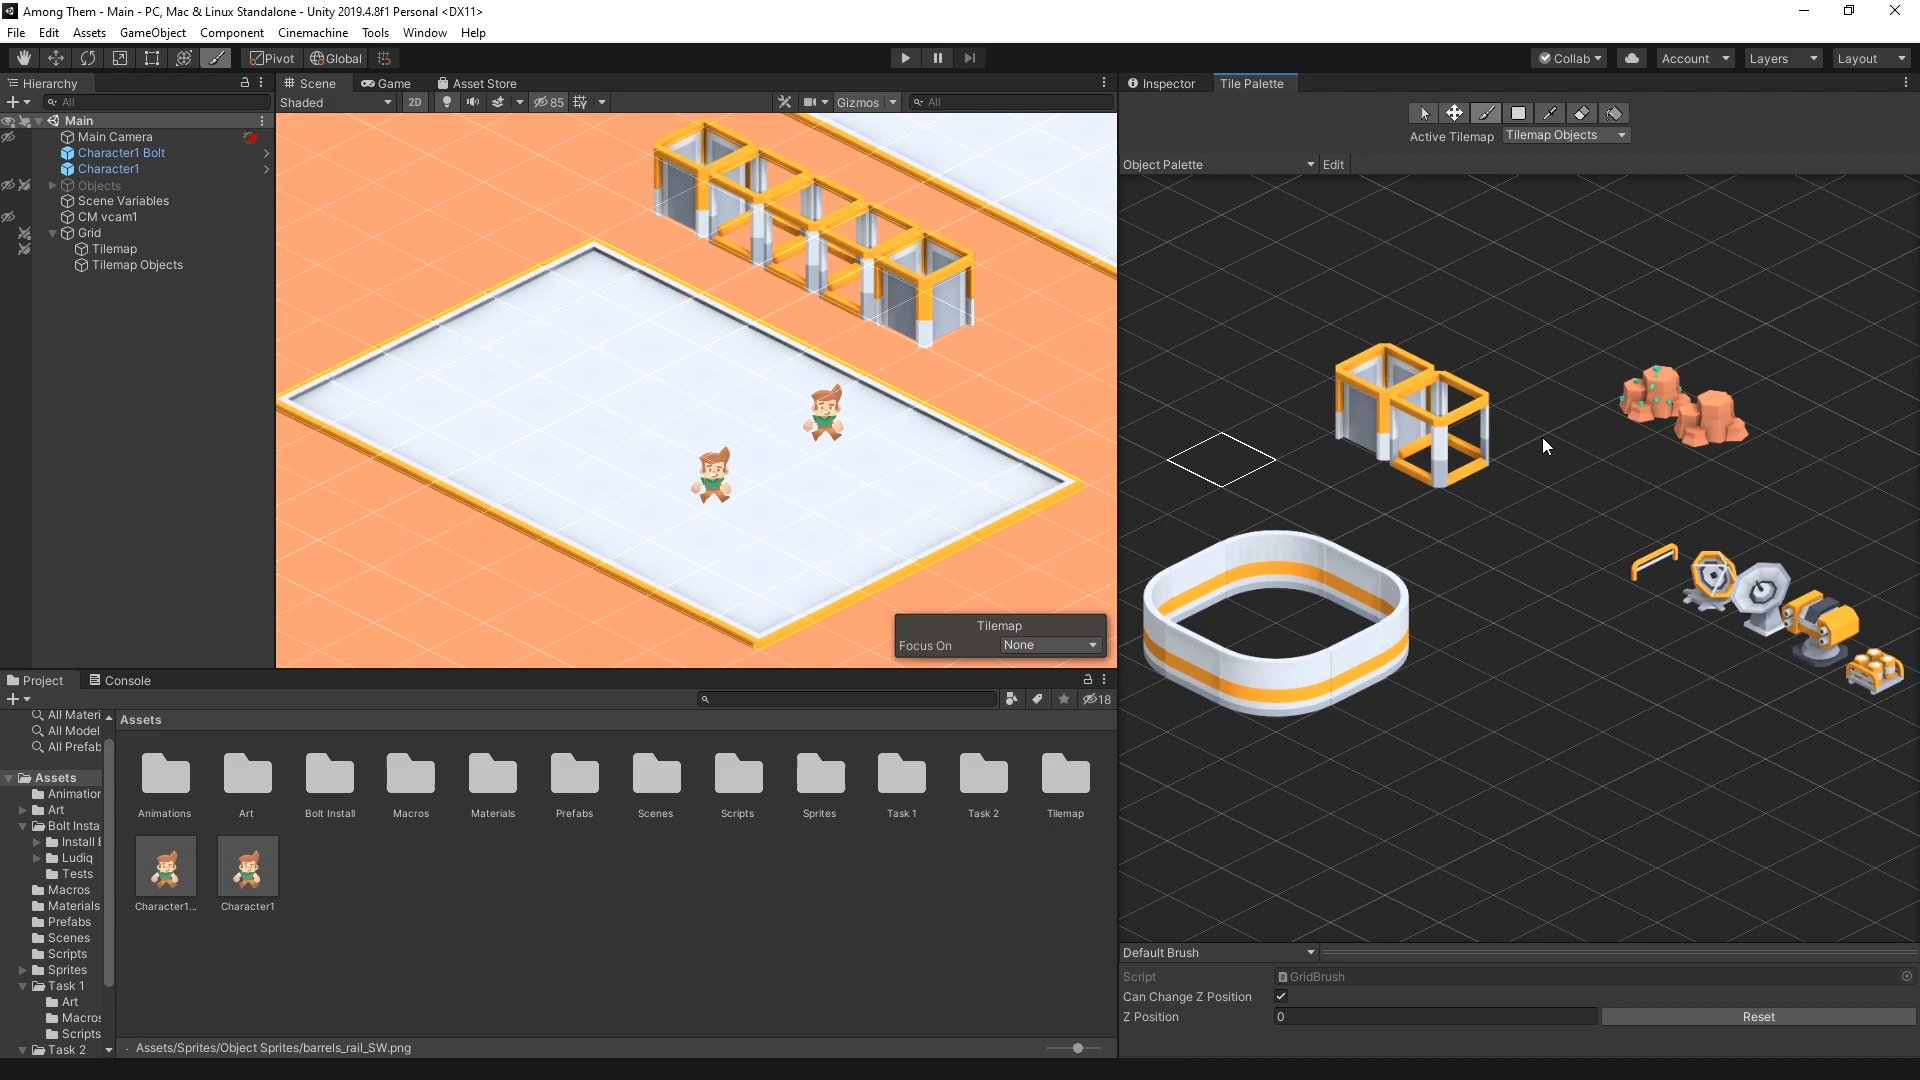 Among Them - Main - PC, Mac & Linux Standalone - Unity 2019.4.8f1 Personal <DX11>
File Edit Assets GameObject Component Cinemachine Tools Window Help
Pivot Global Collab Account Layers Layout
Hierarchy Scene Game Asset Store Inspector Tile Palette
All Shaded 2D 85 Gizmos All
Main
Main Camera
Character1 Bolt
Character1
Objects
Scene Variables
CM vcam1
Grid
Tilemap
Tilemap Objects
Active Tilemap Tilemap Objects
Object Palette Edit
Tilemap
Focus On None
Project Console
18
All Materi
All Model
All Prefab
Assets
Animation
Art
Bolt Insta
Install E
Ludiq
Tests
Macros
Materials
Prefabs
Scenes
Scripts
Sprites
Task 1
Art
Macros
Scripts
Task 2
Assets
Animations Art Bolt Install Macros Materials Prefabs Scenes Scripts Sprites Task 1 Task 2 Tilemap
Character1... Character1
Assets/Sprites/Object Sprites/barrels_rail_SW.png
Default Brush
Script GridBrush
Can Change Z Position
Z Position 0 Reset